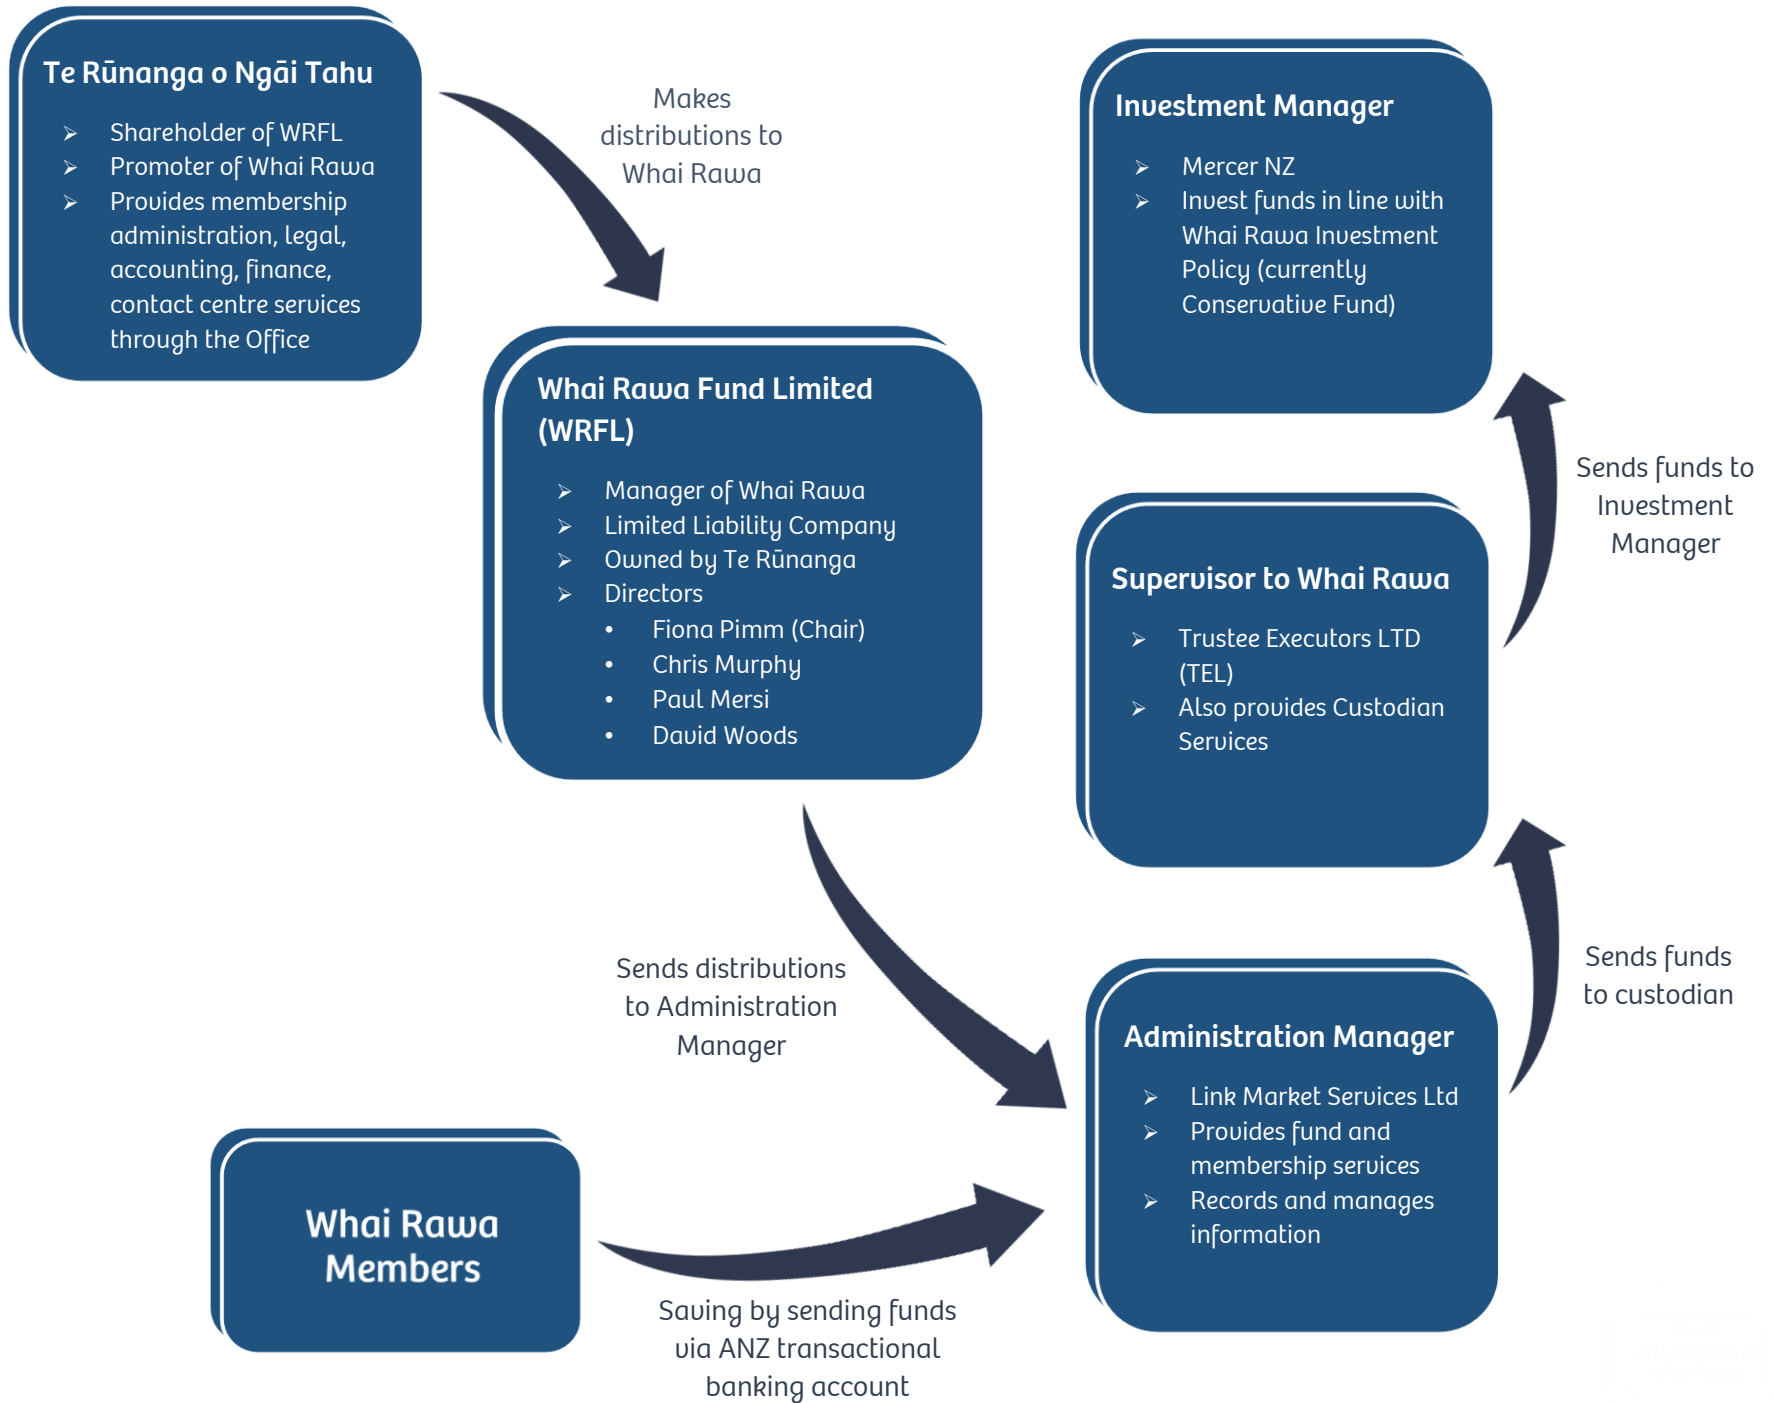 Te Rūnanga o Ngāi Tahu
➢ Shareholder of WRFL
➢ Promoter of Whai Rawa
➢ Provides membership
administration, legal,
accounting, finance,
contact centre services
through the Office
Makes
distributions to
Whai Rawa
Whai Rawa Fund Limited
(WRFL)
➢ Manager of Whai Rawa
➢ Limited Liability Company
➢ Owned by Te Rūnanga
➢ Directors
• Fiona Pimm (Chair)
• Chris Murphy
• Paul Mersi
• David Woods
Sends distributions
to Administration
Manager
Whai Rawa
Members
Saving by sending funds
via ANZ transactional
banking account
Investment Manager
➢ Mercer NZ
➢ Invest funds in line with
Whai Rawa Investment
Policy (currently
Conservative Fund)
Sends funds to
Investment
Manager
Supervisor to Whai Rawa
➢ Trustee Executors LTD
(TEL)
➢ Also provides Custodian
Services
Sends funds
to custodian
Administration Manager
➢ Link Market Services Ltd
➢ Provides fund and
membership services
➢ Records and manages
information